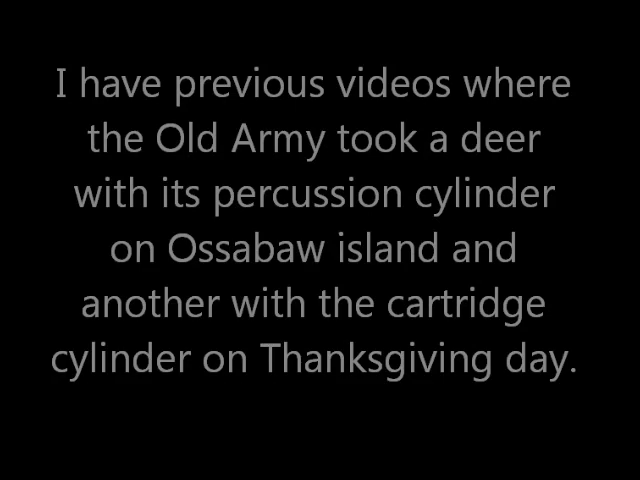 I have previous videos where
the Old Army took a deer
with its percussion cylinder
on Ossabaw island and
another with the cartridge
cylinder on Thanksgiving day.